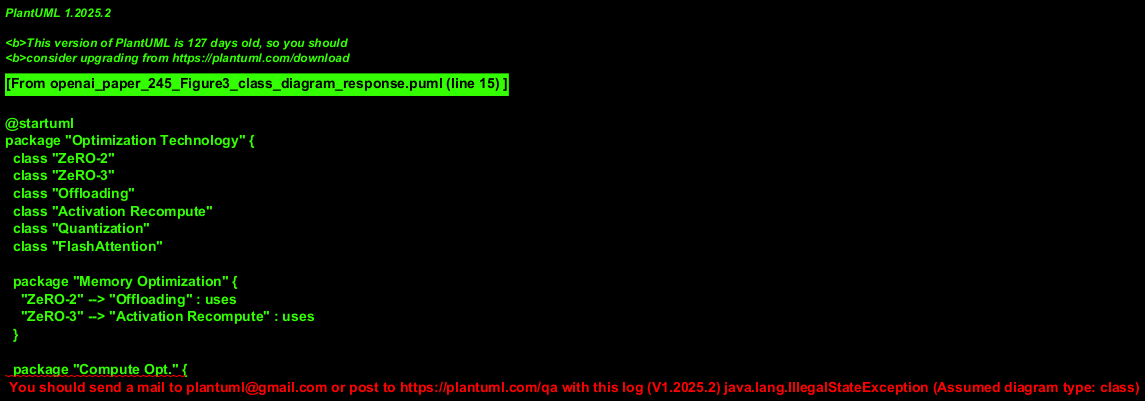 PlantUML 1.2025.2
<b>This version of PlantUML is 127 days old, so you should
<b>consider upgrading from https://plantuml.com/download
[From openai_paper_245_Figure3_class_diagram_response.puml (line 15) ]
@startuml
package "Optimization Technology" {
class "ZeRO-2"
class "ZeRO-3"
class "Offloading"
class "Activation Recompute"
class "Quantization"
class "FlashAttention"
package "Memory Optimization" {
"ZeRO-2" --> "Offloading" : uses
"ZeRO-3" --> "Activation Recompute" : uses
}
package "Compute Opt." {
You should send a mail to plantuml@gmail.com or post to https://plantuml.com/qa with this log (V1.2025.2) java.lang.IllegalStateException (Assumed diagram type: class)